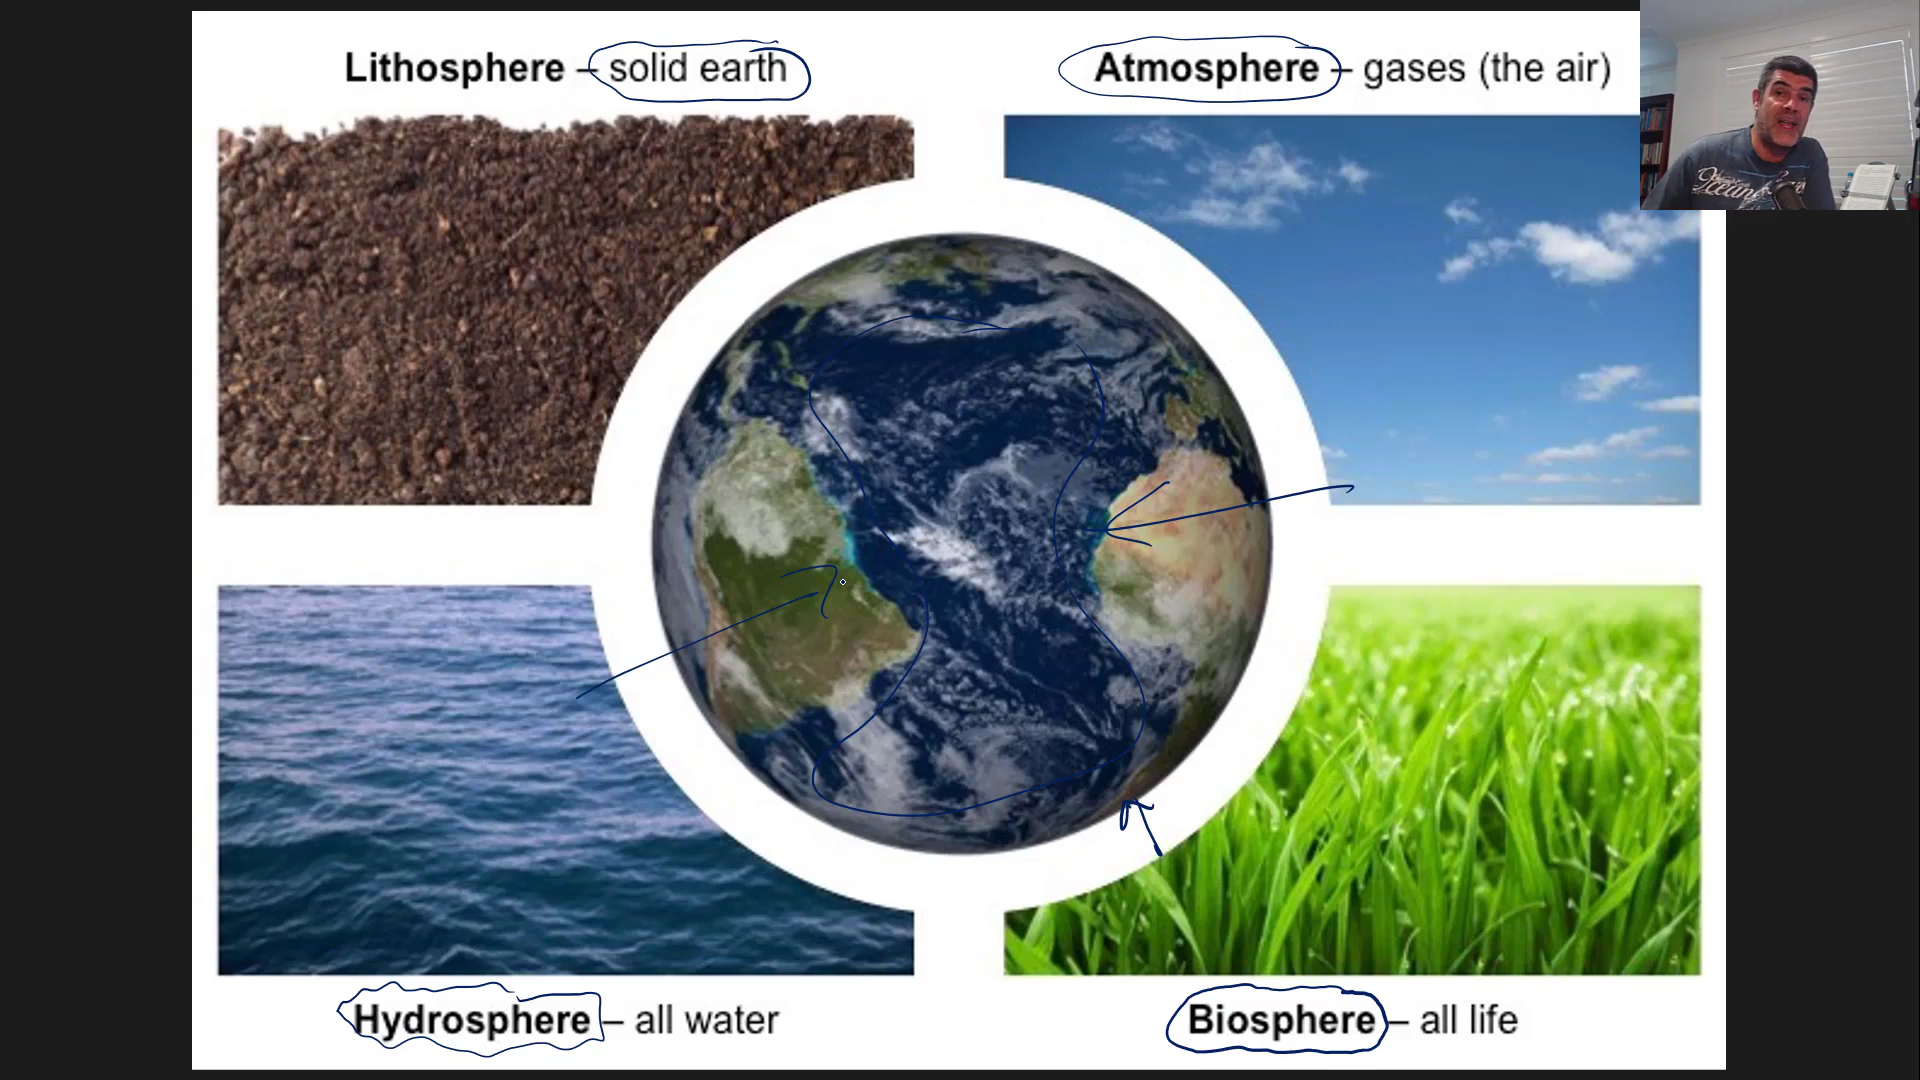 Lithosphere – solid earth
Atmosphere – gases (the air)
Hydrosphere – all water
Biosphere – all life